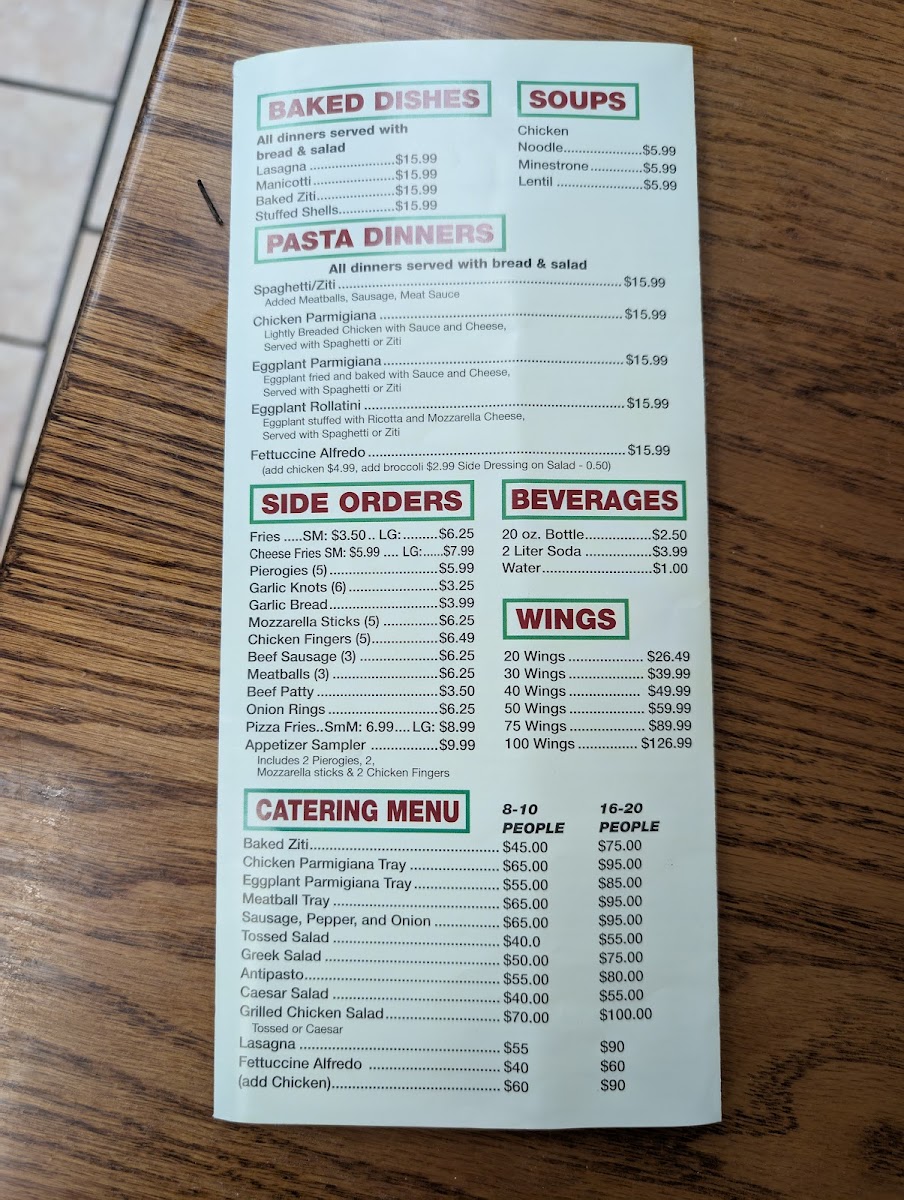 BAKED DISHES
All dinners served with
bread & salad
Lasagna .....................$15.99
Manicotti.....................$15.99
Baked Ziti....................$15.99
Stuffed Shells..............$15.99
SOUPS
Chicken
Noodle....................$5.99
Minestrone.............$5.99
Lentil ......................$5.99
PASTA DINNERS
All dinners served with bread & salad
Spaghetti/Ziti ..................................................................... $15.99
Added Meatballs, Sausage, Meat Sauce
Chicken Parmigiana ........................................................... $15.99
Lightly Breaded Chicken with Sauce and Cheese,
Served with Spaghetti or Ziti
Eggplant Parmigiana.......................................................... $15.99
Eggplant fried and baked with Sauce and Cheese,
Served with Spaghetti or Ziti
Eggplant Rollatini ............................................................... $15.99
Eggplant stuffed with Ricotta and Mozzarella Cheese,
Served with Spaghetti or Ziti
Fettuccine Alfredo .............................................................. $15.99
(add chicken $4.99, add broccoli $2.99 Side Dressing on Salad - 0.50)
SIDE ORDERS
Fries .....SM: $3.50.. LG:.........$6.25
Cheese Fries SM: $5.99 .... LG:......$7.99
Pierogies (5)...........................$5.99
Garlic Knots (6) ......................$3.25
Garlic Bread...........................$3.99
Mozzarella Sticks (5) .............$6.25
Chicken Fingers (5)................$6.49
Beef Sausage (3) ...................$6.25
Meatballs (3) ..........................$6.25
Beef Patty ..............................$3.50
Onion Rings ...........................$6.25
Pizza Fries..SmM: 6.99.... LG: $8.99
Appetizer Sampler ................$9.99
Includes 2 Pierogies, 2,
Mozzarella sticks & 2 Chicken Fingers
BEVERAGES
20 oz. Bottle.................$2.50
2 Liter Soda .................$3.99
Water............................$1.00
WINGS
20 Wings ................... $26.49
30 Wings ................... $39.99
40 Wings .................. $49.99
50 Wings ................... $59.99
75 Wings ................... $89.99
100 Wings ............... $126.99
CATERING MENU
8-10 16-20
PEOPLE PEOPLE
Baked Ziti............................................... $45.00 $75.00
Chicken Parmigiana Tray ...................... $65.00 $95.00
Eggplant Parmigiana Tray..................... $55.00 $85.00
Meatball Tray ......................................... $65.00 $95.00
Sausage, Pepper, and Onion ................ $65.00 $95.00
Tossed Salad ......................................... $40.0 $55.00
Greek Salad ........................................... $50.00 $75.00
Antipasto................................................ $55.00 $80.00
Caesar Salad ......................................... $40.00 $55.00
Grilled Chicken Salad............................ $70.00 $100.00
Tossed or Caesar
Lasagna ................................................. $55 $90
Fettuccine Alfredo ................................ $40 $60
(add Chicken)......................................... $60 $90